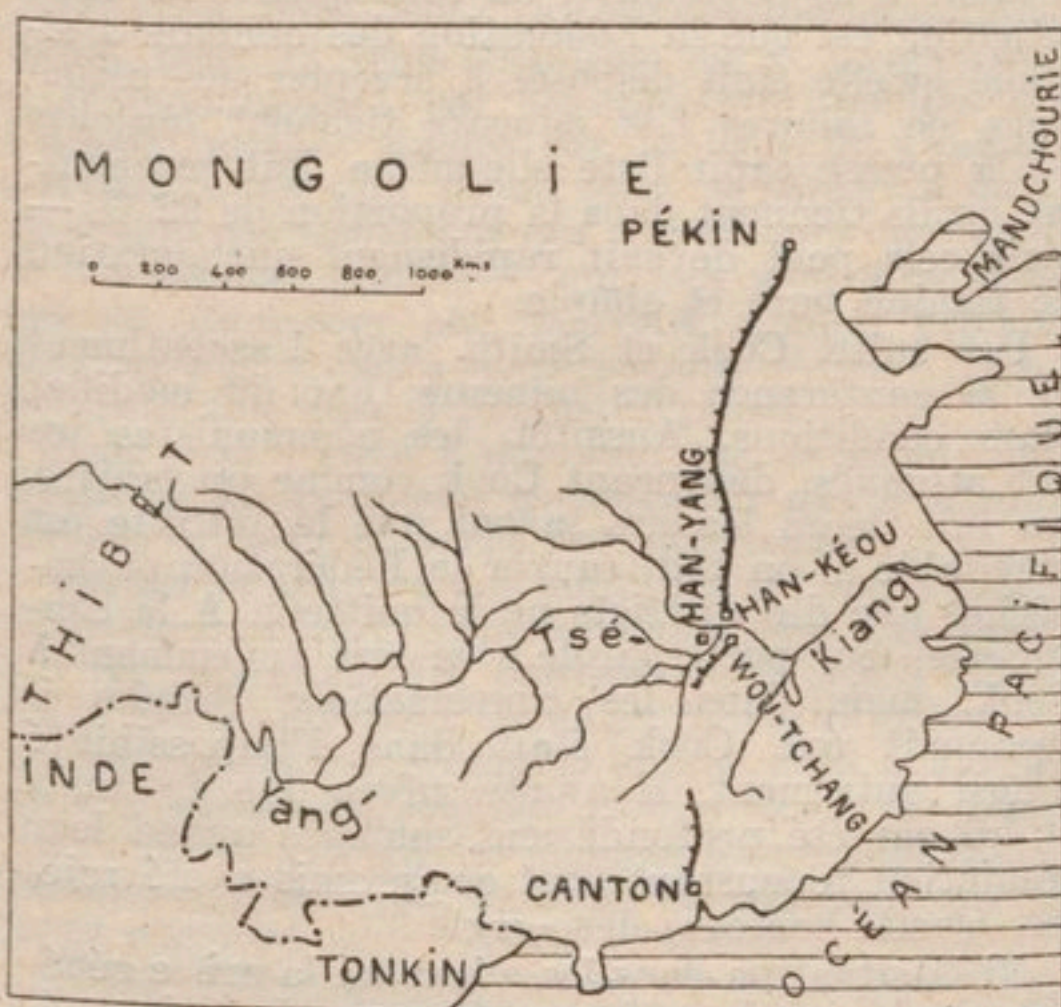 MONGOLiE
PÉKiN
MANDCHOURiE
0 200 400 600 800 1000 Kms
THiBT
HAN-YANG
HAN-KÉOU
Yang-Tsé-Kiang
WOU-TCHANG
iNDE
CANTON
TONKiN
OCÉAN PACiFiQUE